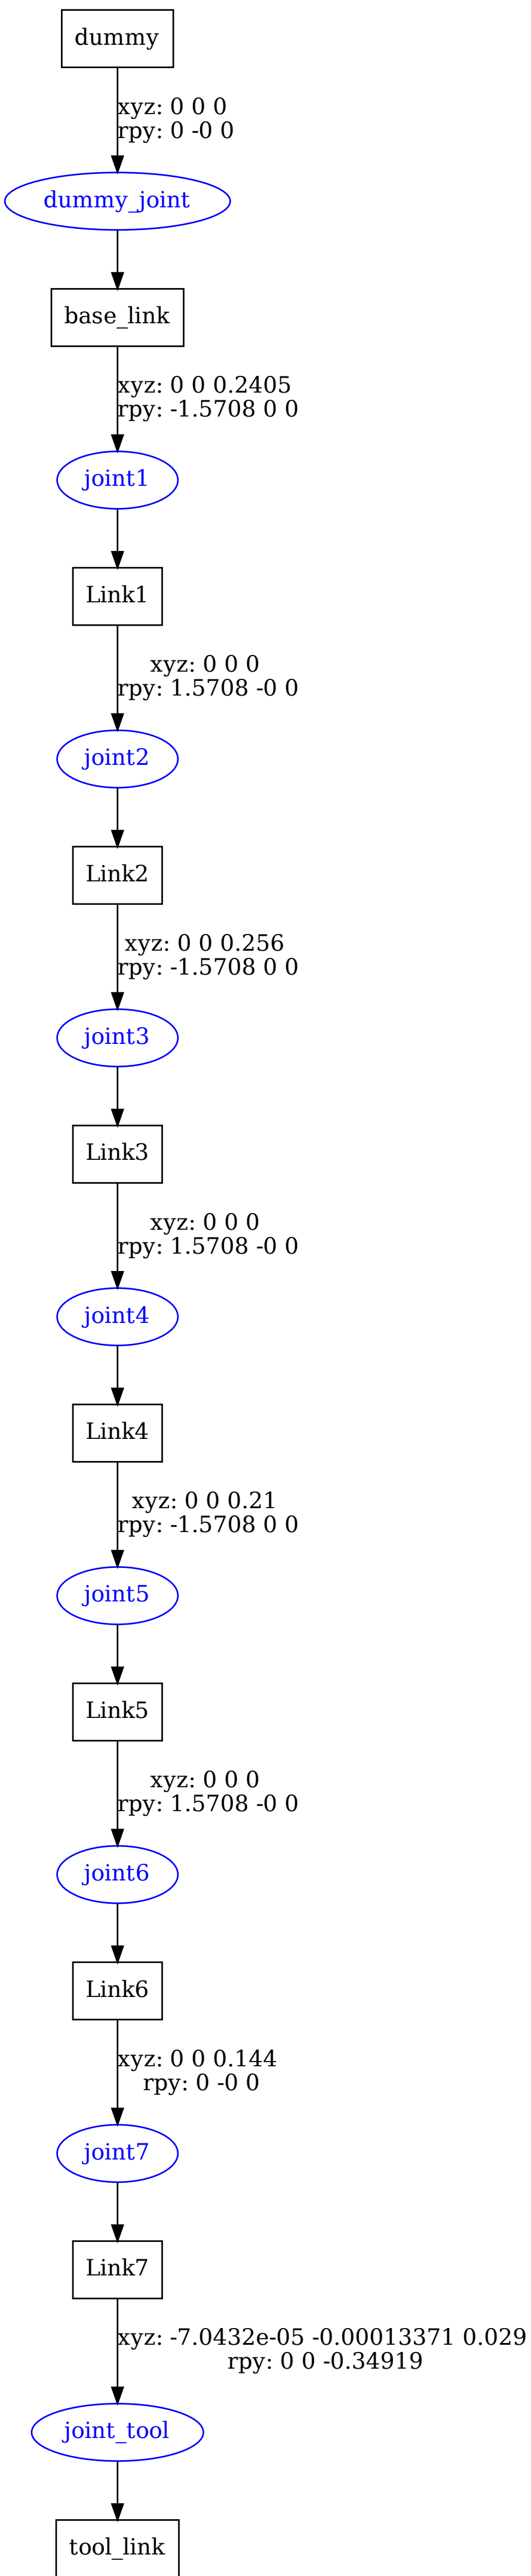 dummy
xyz: 0 0 0
rpy: 0 -0 0
dummy_joint
base_link
xyz: 0 0 0.2405
rpy: -1.5708 0 0
joint1
Link1
xyz: 0 0 0
rpy: 1.5708 -0 0
joint2
Link2
xyz: 0 0 0.256
rpy: -1.5708 0 0
joint3
Link3
xyz: 0 0 0
rpy: 1.5708 -0 0
joint4
Link4
xyz: 0 0 0.21
rpy: -1.5708 0 0
joint5
Link5
xyz: 0 0 0
rpy: 1.5708 -0 0
joint6
Link6
xyz: 0 0 0.144
rpy: 0 -0 0
joint7
Link7
xyz: -7.0432e-05 -0.00013371 0.029
rpy: 0 0 -0.34919
joint_tool
tool_link